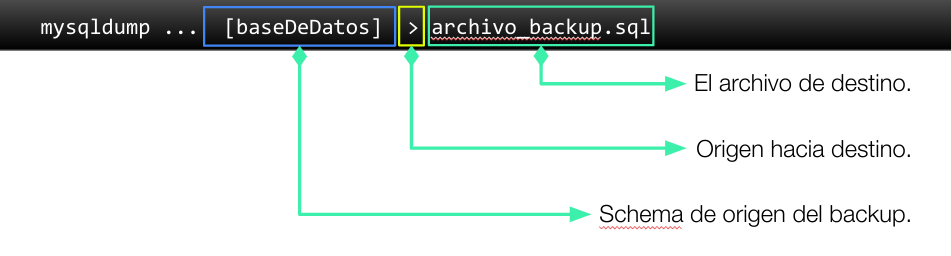 mysqldump ... [baseDeDatos] > archivo_backup.sql
El archivo de destino.
Origen hacia destino.
Schema de origen del backup.